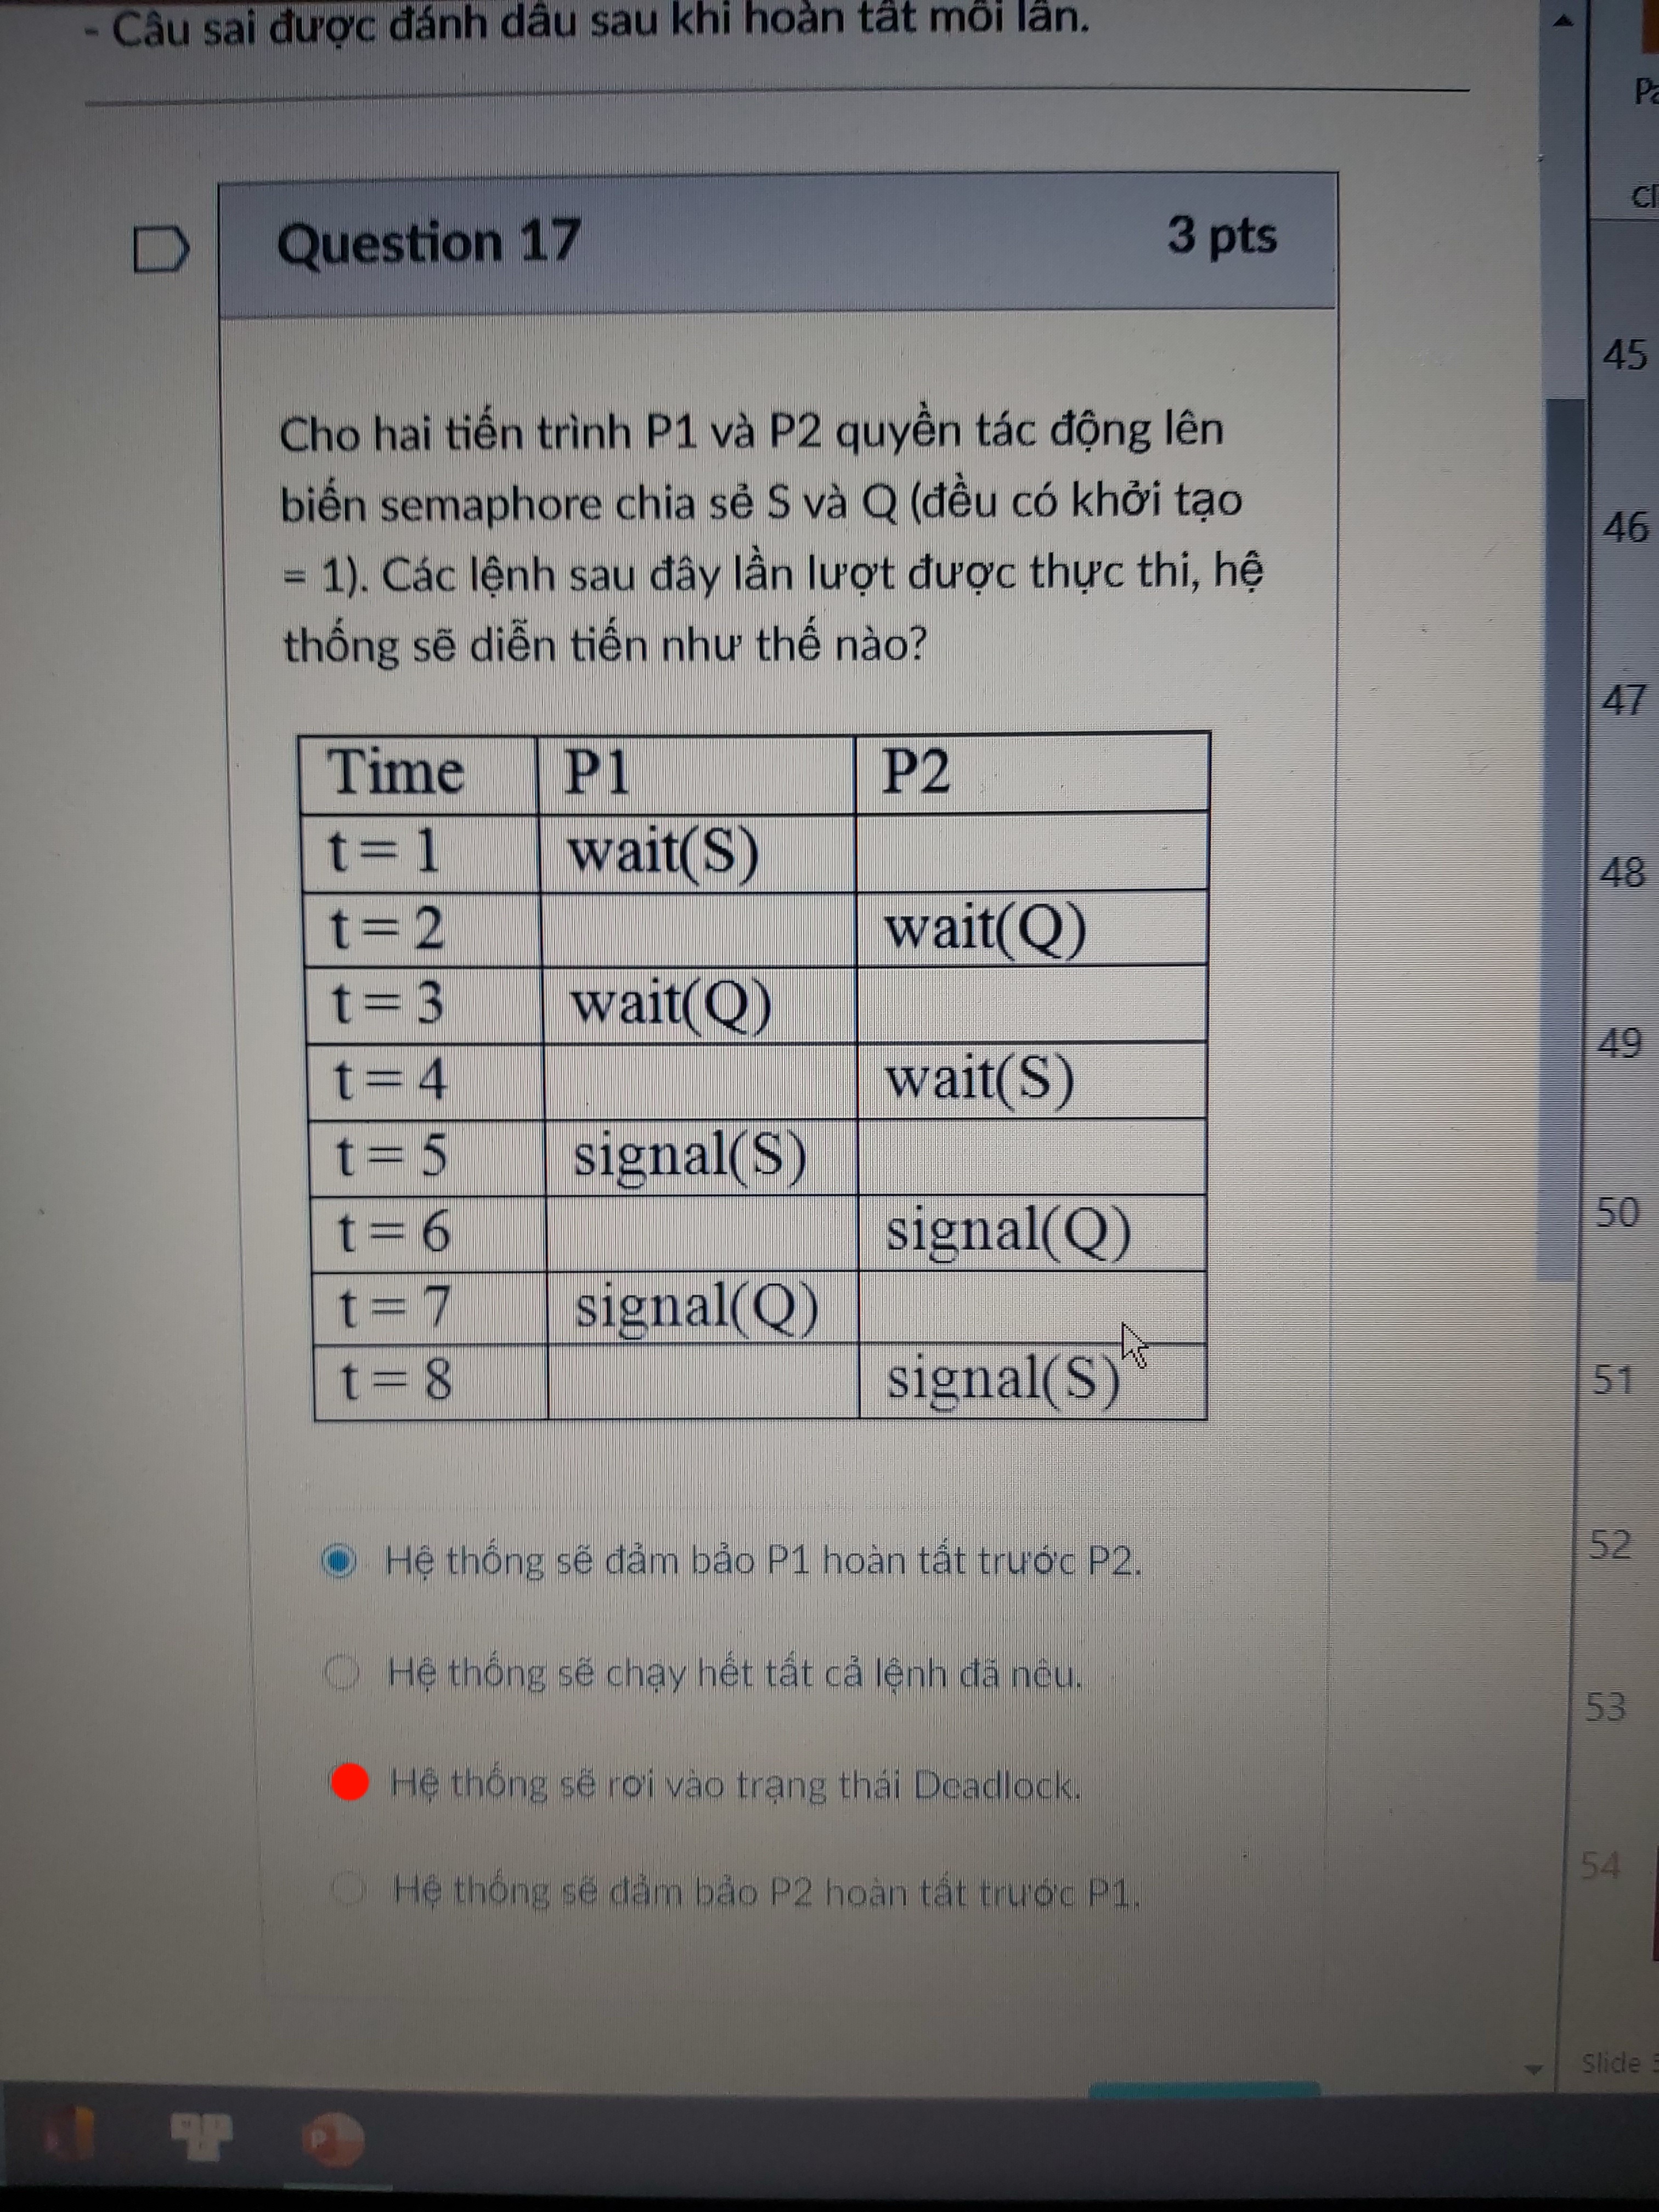 - Câu sai được đánh dấu sau khi hoàn tất mỗi lần.
Question 17
3 pts
Cho hai tiến trình P1 và P2 quyền tác động lên
biến semaphore chia sẻ S và Q (đều có khởi tạo
= 1). Các lệnh sau đây lần lượt được thực thi, hệ
thống sẽ diễn tiến như thế nào?
Time P1 P2
t = 1 wait(S)
t = 2 wait(Q)
t = 3 wait(Q)
t = 4 wait(S)
t = 5 signal(S)
t = 6 signal(Q)
t = 7 signal(Q)
t = 8 signal(S)
Hệ thống sẽ đảm bảo P1 hoàn tất trước P2.
Hệ thống sẽ chạy hết tất cả lệnh đã nêu.
Hệ thống sẽ rơi vào trạng thái Deadlock.
Hệ thống sẽ đảm bảo P2 hoàn tất trước P1.
45
46
47
48
49
50
51
52
53
54
Slide